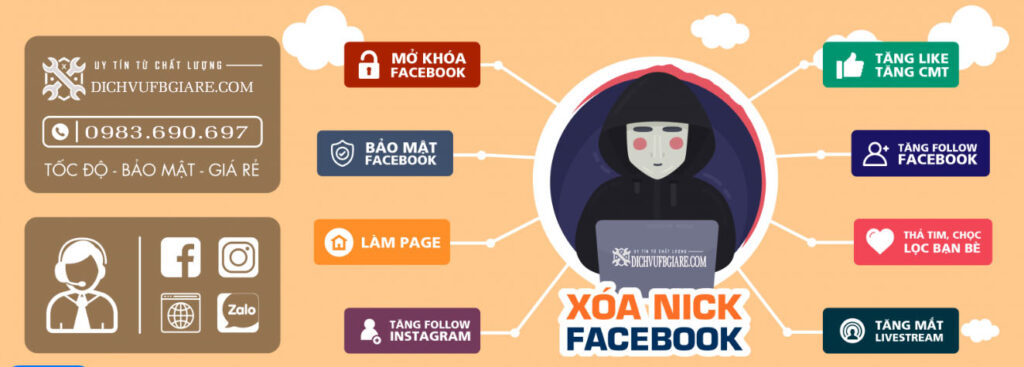 UY TÍN TỪ CHẤT LƯỢNG
DICHVUFBGIARE.COM
0983.690.697
TỐC ĐỘ - BẢO MẬT - GIÁ RẺ
Zalo
MỞ KHÓA
FACEBOOK
BẢO MẬT
FACEBOOK
LÀM PAGE
TĂNG FOLLOW
INSTAGRAM
UY TÍN TỪ CHẤT LƯỢNG
DICHVUFBGIARE.COM
XÓA NICK
FACEBOOK
TĂNG LIKE
TĂNG CMT
TĂNG FOLLOW
FACEBOOK
THẢ TIM, CHỌC
LỌC BẠN BÈ
TĂNG MẮT
LIVESTREAM